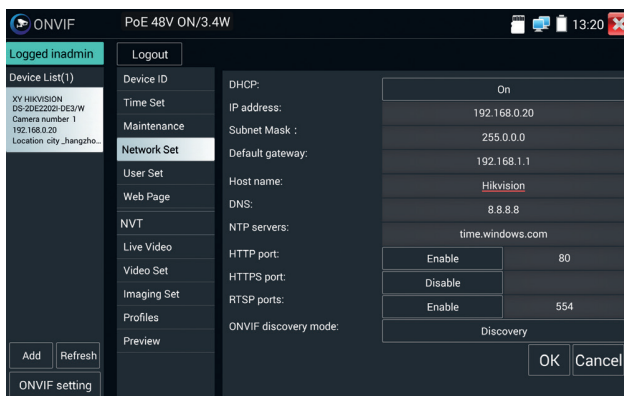 ONVIF PoE 48V ON/3.4W 13:20
Logged inadmin Logout
Device List(1)
XY HIKVISION
DS-2DE2202I-DE3/W
Camera number 1
192.168.0.20
Location city _hangzho...
Add Refresh
ONVIF setting
Device ID
Time Set
Maintenance
Network Set
User Set
Web Page
NVT
Live Video
Video Set
Imaging Set
Profiles
Preview
DHCP: On
IP address: 192.168.0.20
Subnet Mask : 255.0.0.0
Default gateway: 192.168.1.1
Host name: Hikvision
DNS: 8.8.8.8
NTP servers: time.windows.com
HTTP port: Enable 80
HTTPS port: Disable
RTSP ports: Enable 554
ONVIF discovery mode: Discovery
OK Cancel